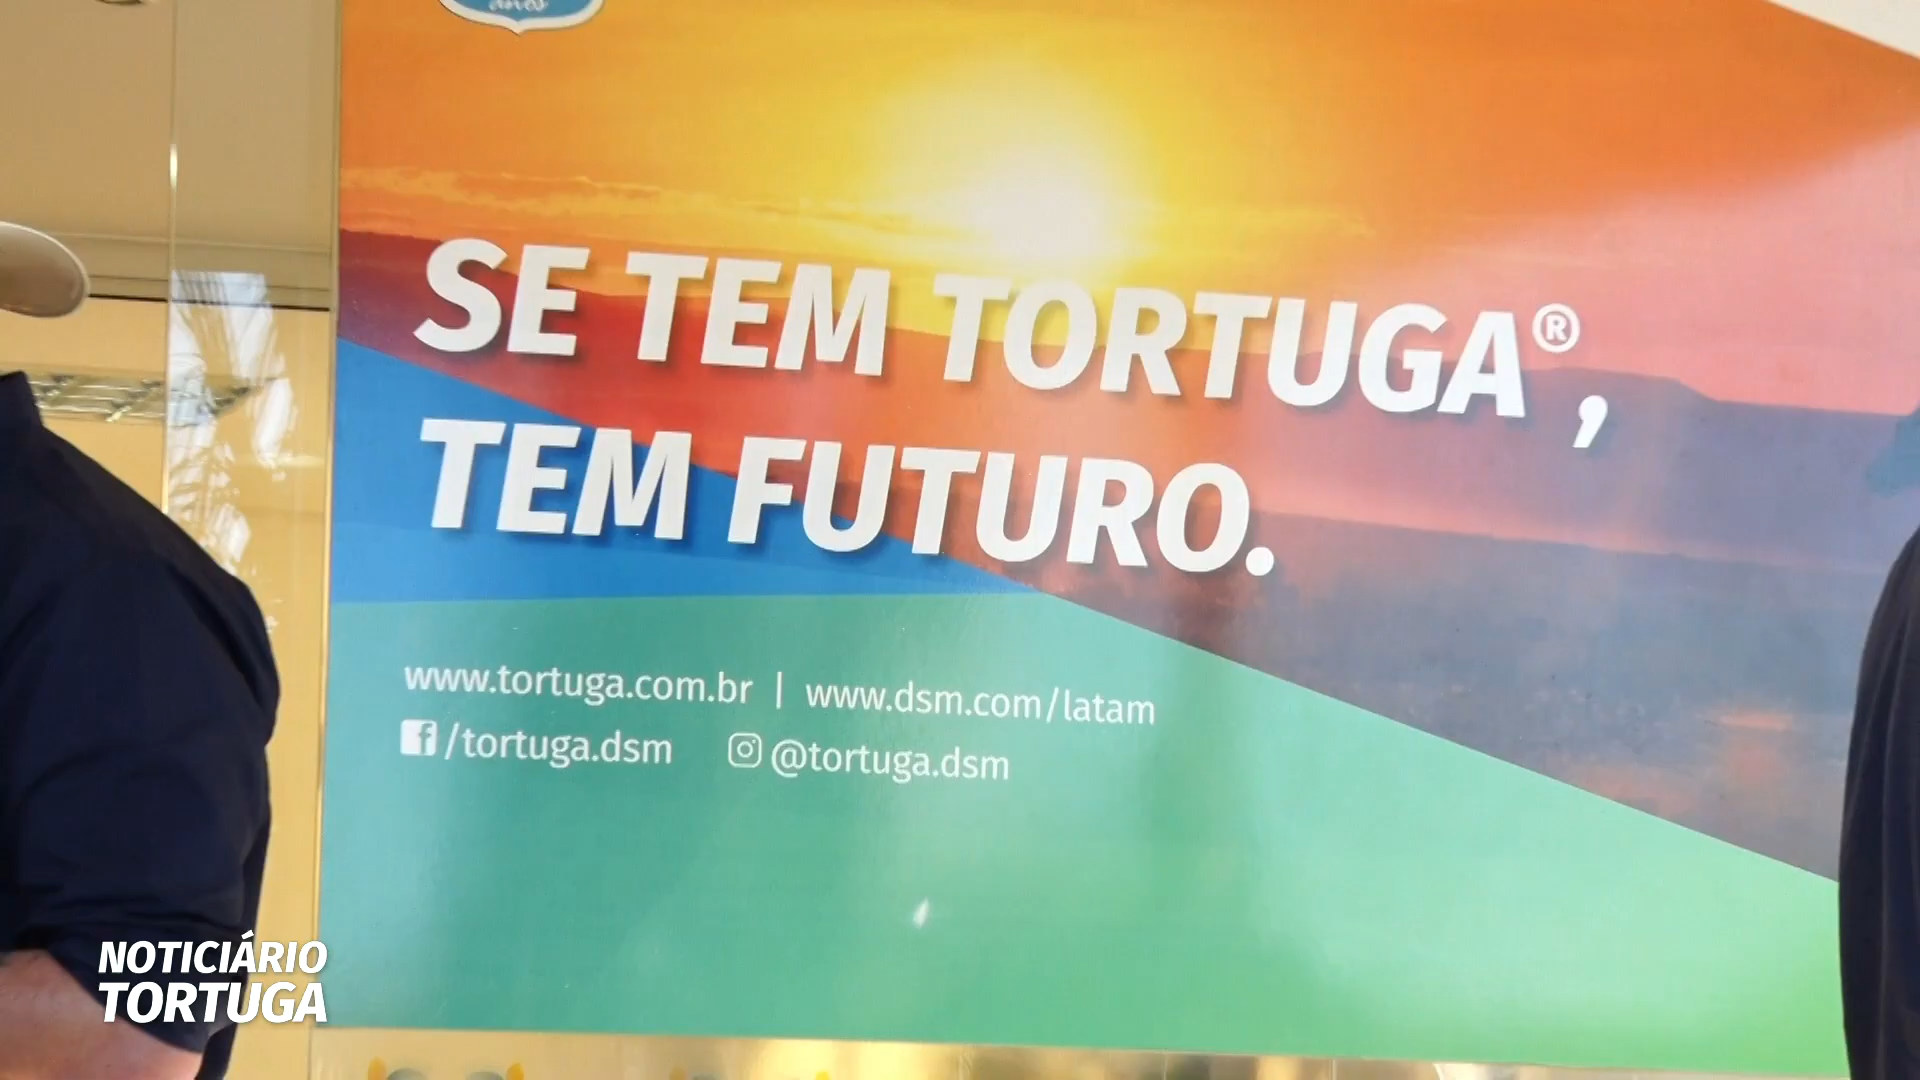 anos
SE TEM TORTUGA®,
TEM FUTURO.
www.tortuga.com.br | www.dsm.com/latam
/tortuga.dsm @tortuga.dsm
NOTICIÁRIO
TORTUGA